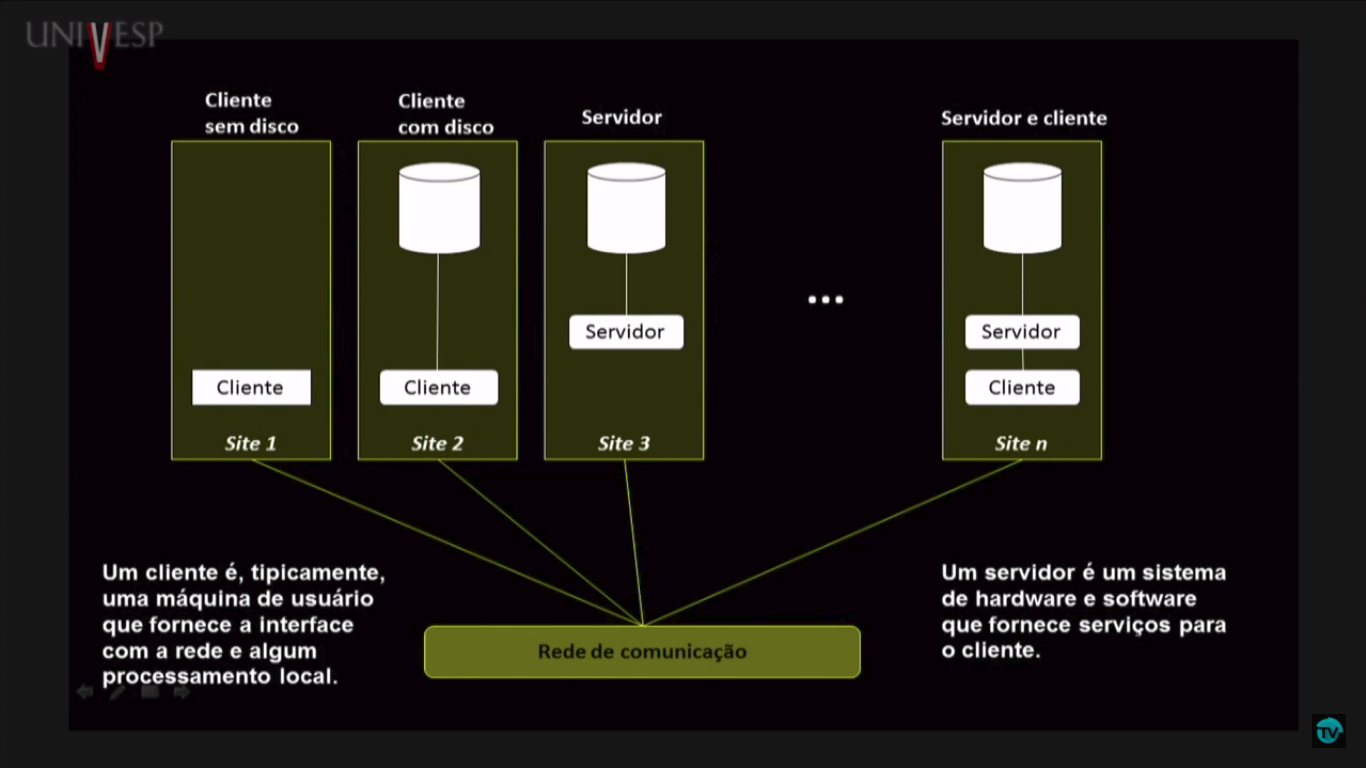 UNIVESP
Cliente
sem disco
Cliente
com disco
Servidor
Servidor e cliente
Servidor
...
Servidor
Cliente
Cliente
Cliente
Site 1
Site 2
Site 3
Site n
Um cliente é, tipicamente,
uma máquina de usuário
que fornece a interface
com a rede e algum
processamento local.
Rede de comunicação
Um servidor é um sistema
de hardware e software
que fornece serviços para
o cliente.
TV